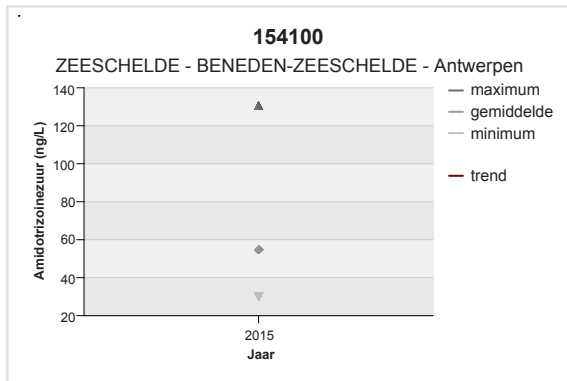 154100
ZEESCHELDE - BENEDEN-ZEESCHELDE - Antwerpen
maximum
gemiddelde
minimum
trend
Amidotrizoinezuur (ng/L)
140
120
100
80
60
40
20
2015
Jaar